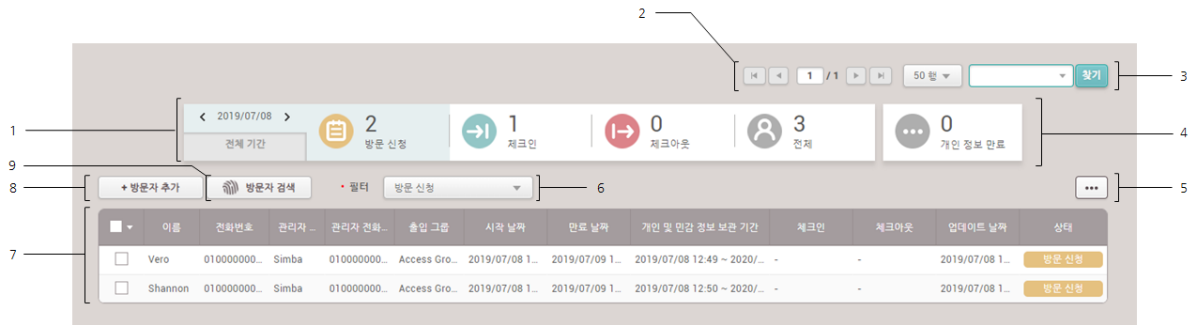 2
1 / 1 50 행 찾기 3
1 2019/07/08 전체 기간
2 방문 신청
1 체크인
0 체크아웃
3 전체
0 개인 정보 만료
4
9
8 + 방문자 추가 방문자 검색 • 필터 방문 신청 6 ••• 5
7
이름 전화번호 관리자 ... 관리자 전화... 출입 그룹 시작 날짜 만료 날짜 개인 및 민감 정보 보관 기간 체크인 체크아웃 업데이트 날짜 상태
Vero 010000000... Simba 010000000... Access Gro... 2019/07/08 1... 2019/07/09 1... 2019/07/08 12:49 ~ 2020/... - - 2019/07/08 1... 방문 신청
Shannon 010000000... Simba 010000000... Access Gro... 2019/07/08 1... 2019/07/09 1... 2019/07/08 12:50 ~ 2020/... - - 2019/07/08 1... 방문 신청